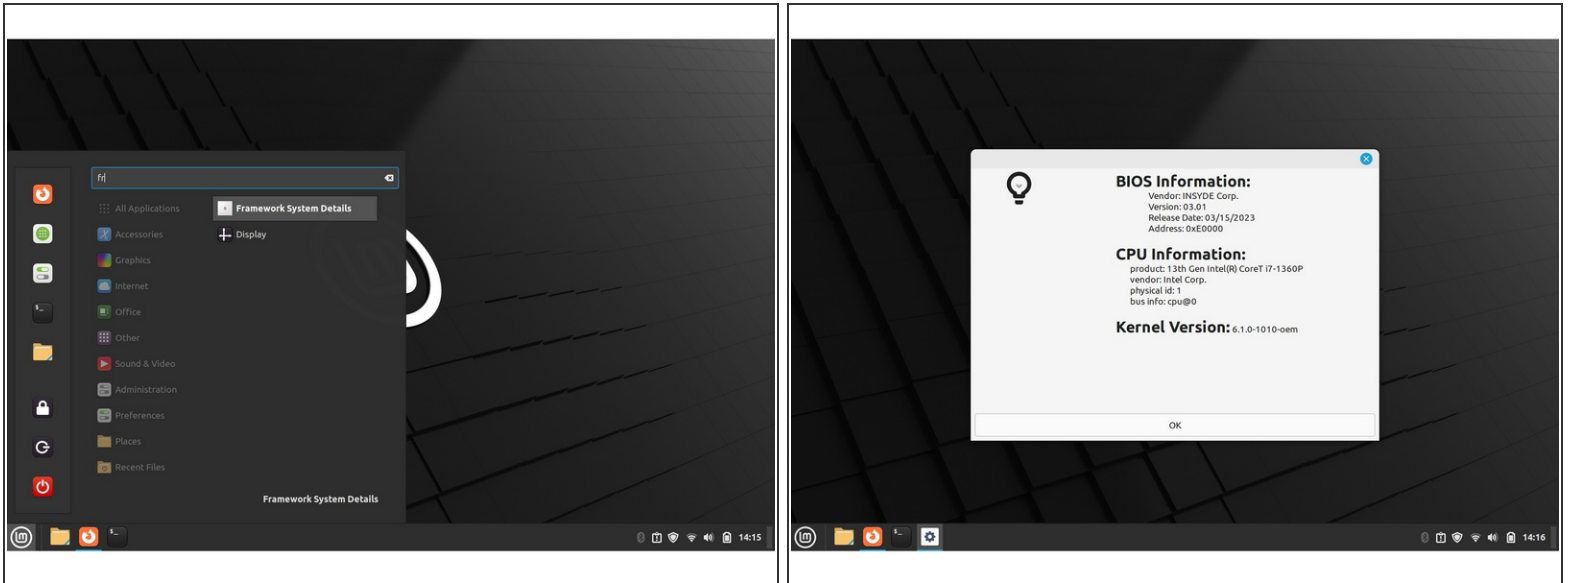 fr
All Applications
Accessories
Graphics
Internet
Office
Other
Sound & Video
Administration
Preferences
Places
Recent Files
Framework System Details
Display
Framework System Details
14:15
BIOS Information:
Vendor: INSYDE Corp.
Version: 03.01
Release Date: 03/15/2023
Address: 0xE0000
CPU Information:
product: 13th Gen Intel(R) CoreT i7-1360P
vendor: Intel Corp.
physical id: 1
bus info: cpu@0
Kernel Version: 6.1.0-1010-oem
OK
14:16